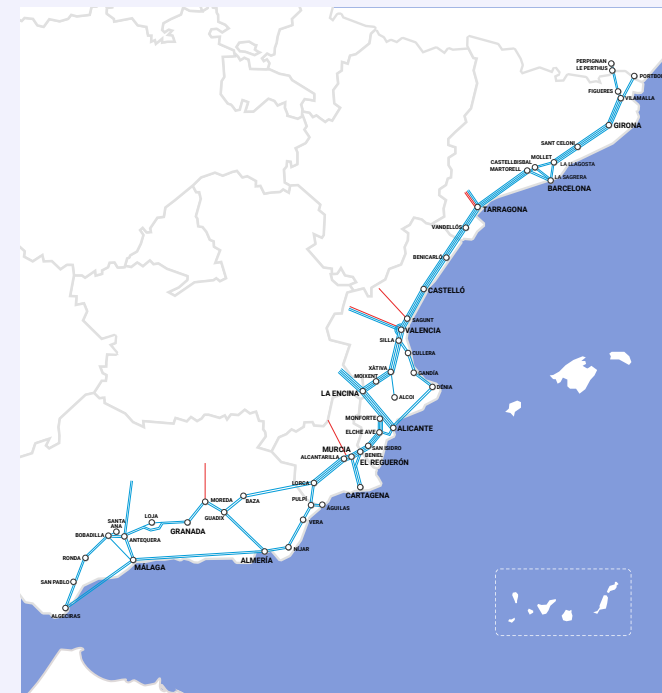 PERPIGNAN
LE PERTHUS
FIGUERES
VILAMALLA
GIRONA
SANT CELONI
MOLLET
CASTELLBISBAL
LA LLAGOSTA
MARTORELL
LA SAGRERA
BARCELONA
TARRAGONA
VANDELLÓS
BENICARLÓ
CASTELLÓ
SAGUNT
VALENCIA
SILLA
CULLERA
XÀTIVA
GANDÍA
MOIXENT
DÉNIA
LA ENCINA
ALCOI
MONFORTE
ALICANTE
ELCHE AVE
SAN ISIDRO
MURCIA
BENIEL
ALCANTARILLA
EL REGUERÓN
LORCA
CARTAGENA
PULPÍ
ÁGUILAS
MOREDA
BAZA
GUADIX
VERA
LOJA
SANTA
ANA
GRANADA
BOBADILLA
ANTEQUERA
NIJAR
RONDA
ALMERÍA
MÁLAGA
SAN PABLO
ALGECIRAS